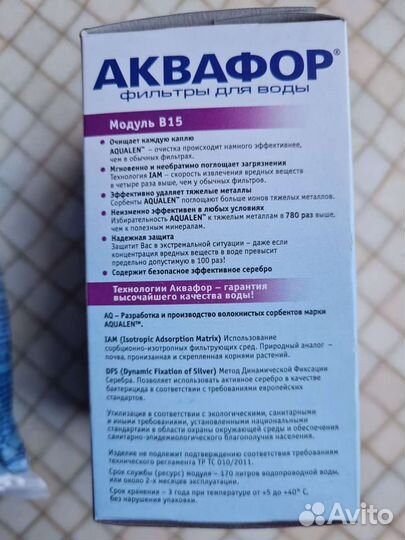 АКВАФОР®
ФИЛЬТРЫ ДЛЯ ВОДЫ
Модуль В15
Очищает каждую каплю
AQUALEN™ – очистка происходит намного эффективнее,
чем в обычных фильтрах.
Мгновенно и необратимо поглощает загрязнения
Технология IAM – скорость извлечения вредных веществ
в четыре раза выше, чем у обычных фильтров.
Эффективно удаляет тяжелые металлы
Сорбенты AQUALEN™ поглощают больше ионов тяжелых металлов.
Неизменно эффективен в любых условиях
Избирательность AQUALEN™ к тяжелым металлам в 780 раз выше,
чем к полезным минералам.
Надежная защита
Защитит Вас в экстремальной ситуации – даже если
концентрация вредных веществ в воде превысит
предельно допустимую в 100 раз!
Содержит безопасное эффективное серебро
Технологии Аквафор – гарантия
высочайшего качества воды!
AQ – Разработка и производство волокнистых сорбентов марки
AQUALEN™.
IAM (Isotropic Adsorption Matrix) Использование
сорбционно-изотропных фильтрующих сред. Природный аналог –
почва, пронизанная и скрепленная корнями растений.
DFS (Dynamic Fixation of Silver) Метод Динамической Фиксации
Серебра. Позволяет использовать активное серебро в качестве
бактерицида в соответствии с требованиями европейских
стандартов.
Утилизация в соответствии с экологическими, санитарными
и иными требованиями, установленными национальными
стандартами в области охраны окружающей среды и обеспечения
санитарно-эпидемиологического благополучия населения.
Изделие не подлежит подтверждению соответствия требованиям
технического регламента ТР ТС 010/2011.
Срок службы (ресурс) модуля – 170 литров водопроводной воды,
или около 2-х месяцев эксплуатации.
Срок хранения – 3 года при температуре от +5 до +40° С,
без нарушения упаковки.
Avito